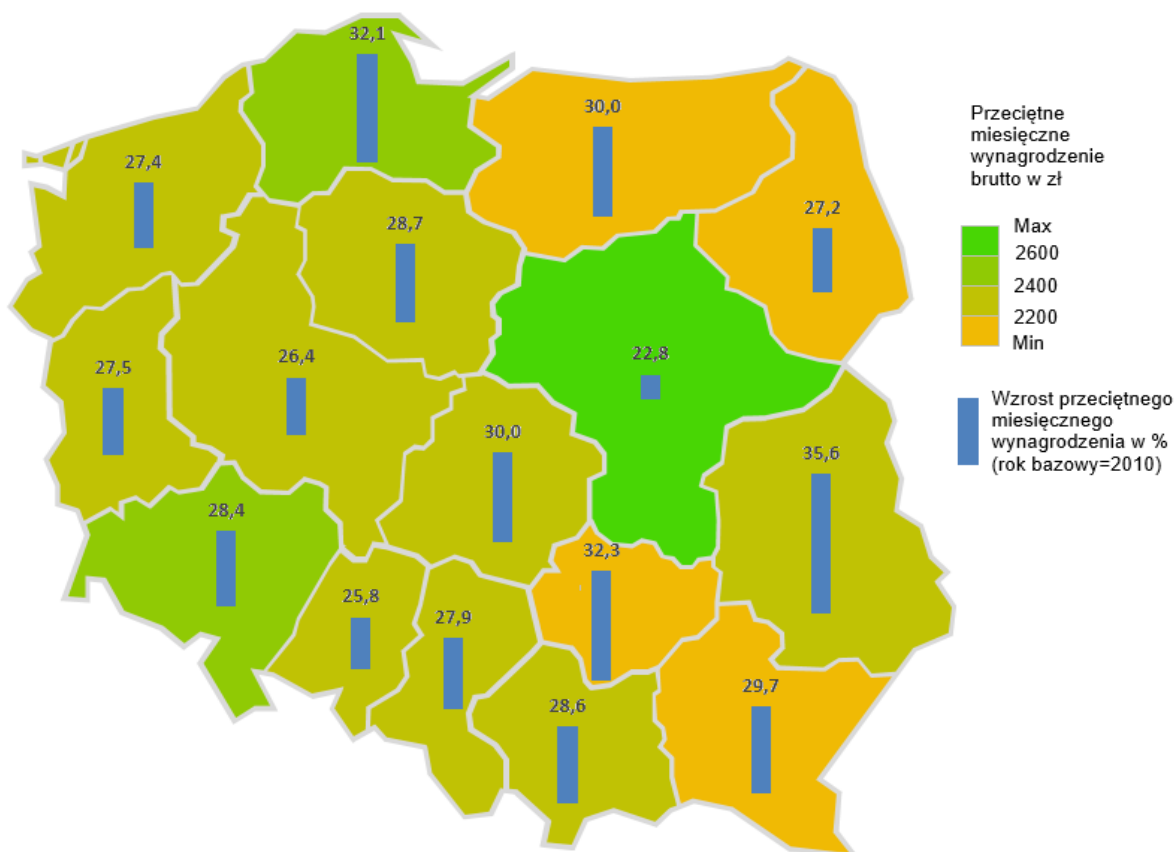 32,1
30,0
27,4
27,2
28,7
22,8
26,4
27,5
30,0
35,6
28,4
32,3
25,8
27,9
29,7
28,6
Przeciętne
miesięczne
wynagrodzenie
brutto w zł
Max
2600
2400
2200
Min
Wzrost przeciętnego
miesięcznego
wynagrodzenia w %
(rok bazowy=2010)